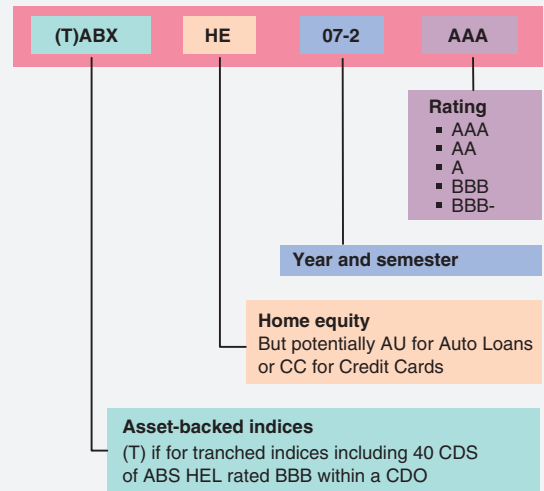 (T)ABX HE 07-2 AAA
Rating
▪ AAA
▪ AA
▪ A
▪ BBB
▪ BBB-
Year and semester
Home equity
But potentially AU for Auto Loans
or CC for Credit Cards
Asset-backed indices
(T) if for tranched indices including 40 CDS
of ABS HEL rated BBB within a CDO